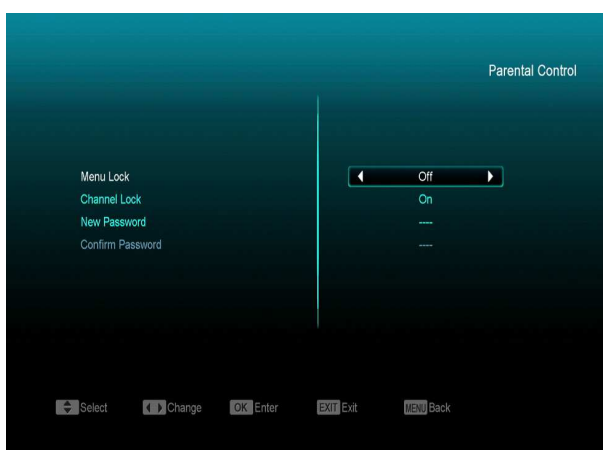 Parental Control
Menu Lock Off
Channel Lock On
New Password ----
Confirm Password ----
Select Change OK Enter EXIT Exit MENU Back